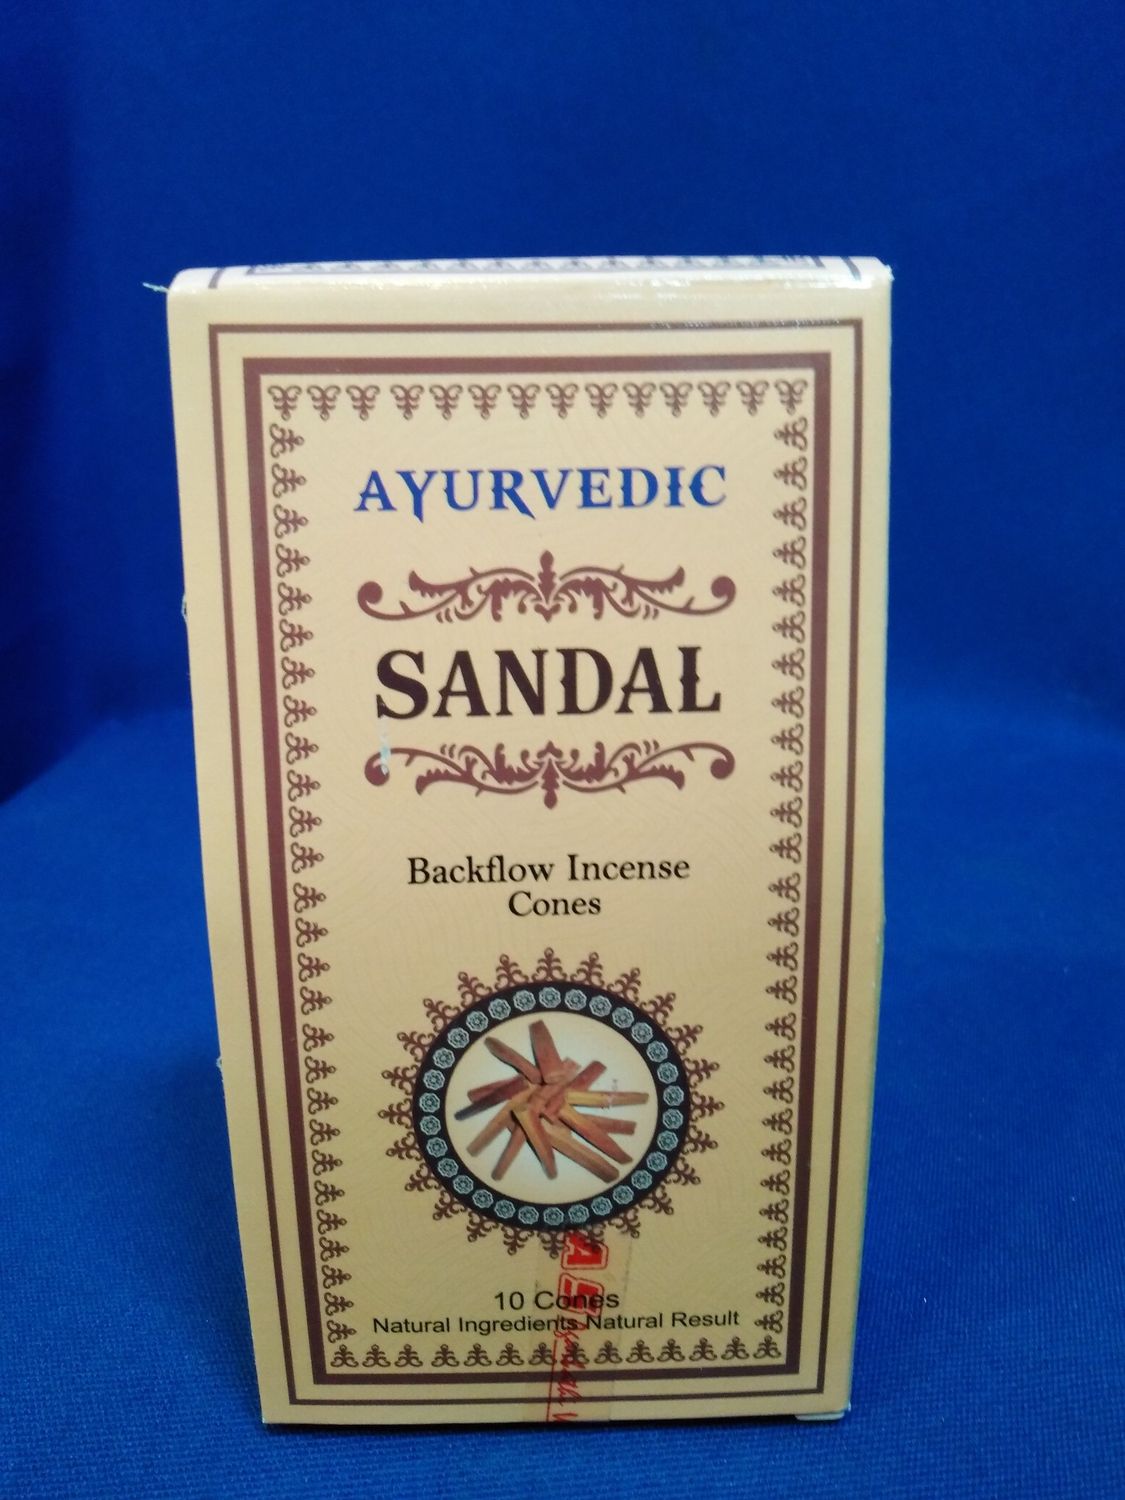 AYURVEDIC
SANDAL
Backflow Incense
Cones
10 Cones
Natural Ingredients Natural Result